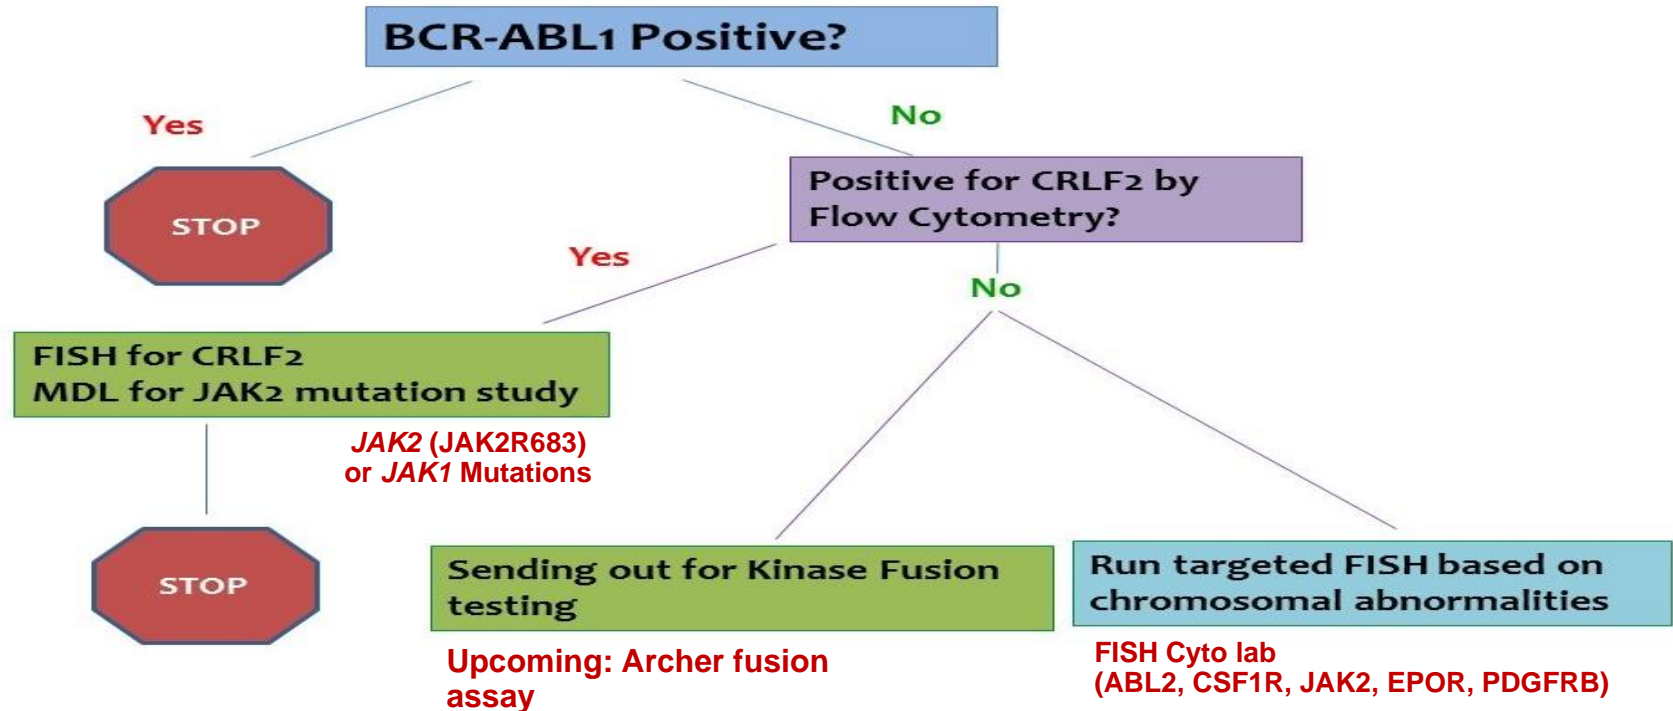 BCR-ABL1 Positive?
Yes
No
STOP
Positive for CRLF2 by
Flow Cytometry?
Yes
No
FISH for CRLF2
MDL for JAK2 mutation study
JAK2 (JAK2R683)
or JAK1 Mutations
STOP
Sending out for Kinase Fusion
testing
Run targeted FISH based on
chromosomal abnormalities
Upcoming: Archer fusion
assay
FISH Cyto lab
(ABL2, CSF1R, JAK2, EPOR, PDGFRB)